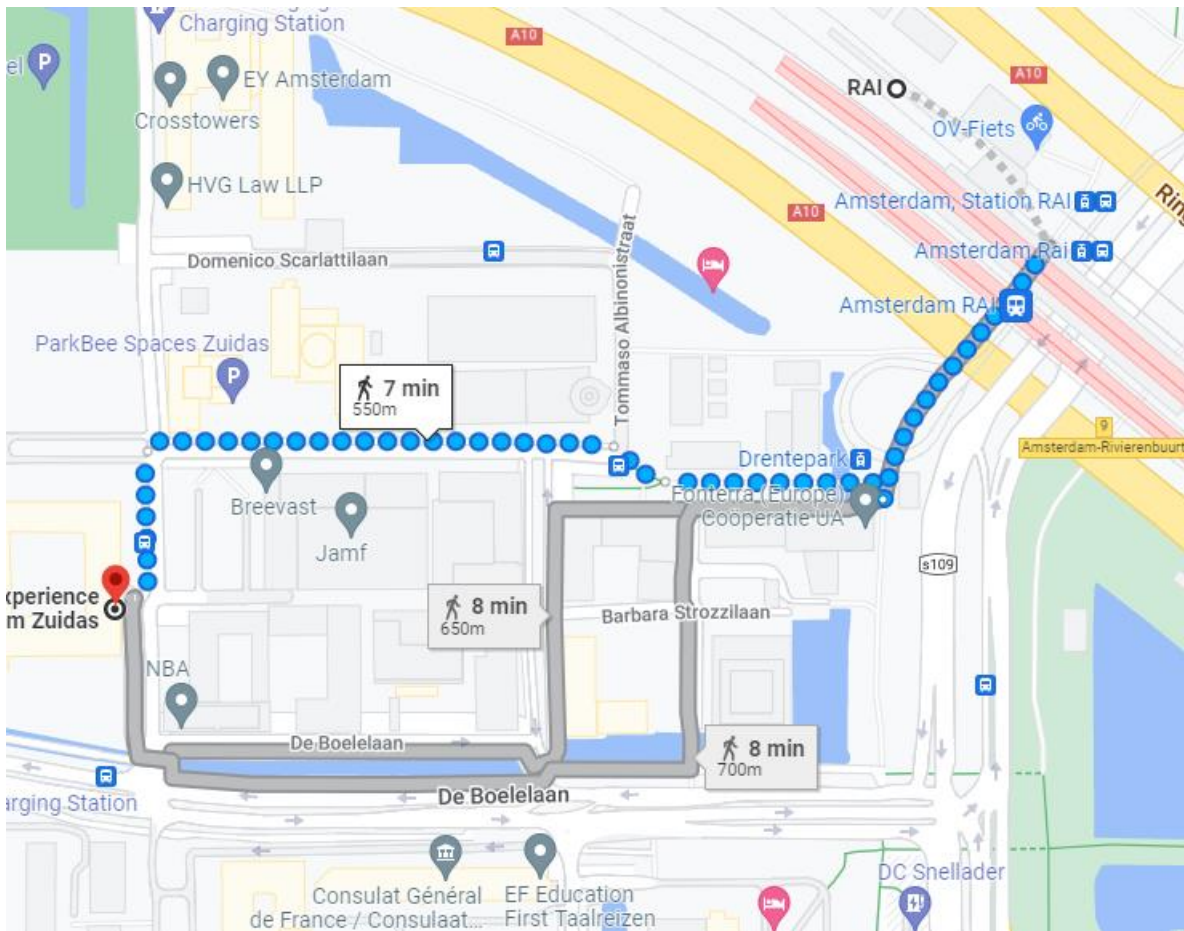 Charging Station
A10
EY Amsterdam
Crosstowers
HVG Law LLP
RAI
A10
OV-Fiets
Amsterdam, Station RAI
A10
Ring
Amsterdam Rai
Domenico Scarlattilaan
Tommaso Albinonistraat
Amsterdam RAI
ParkBee Spaces Zuidas
P
P
7 min
550m
9
Amsterdam-Rivierenbuurt
Drentepark
Breevast
Fonterra (Europe)
Coöperatie UA
Jamf
s109
xperience
m Zuidas
8 min
650m
Barbara Strozzilaan
NBA
De Boelelaan
8 min
700m
De Boelelaan
arging Station
Consulat Général
de France / Consulaat...
EF Education
First Taalreizen
DC Snellader